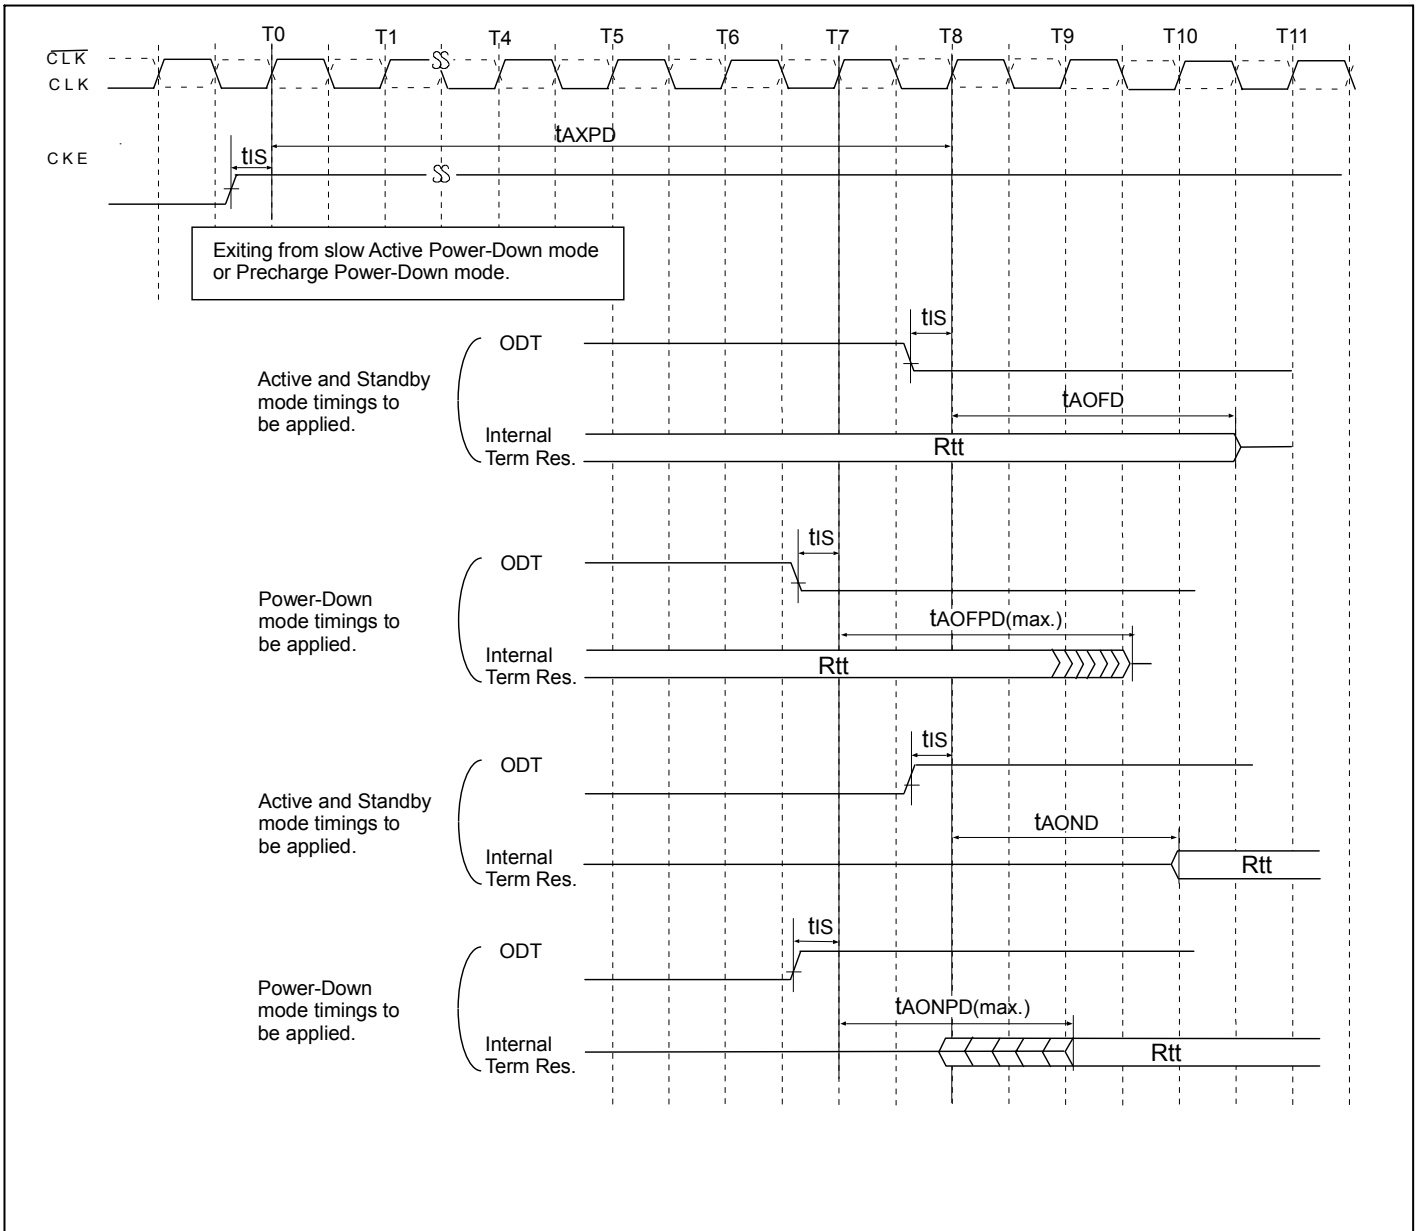 T0 T1 T4 T5 T6 T7 T8 T9 T10 T11
CLK
CLK
tAXPD
CKE
tIS
Exiting from slow Active Power-Down mode
or Precharge Power-Down mode.
tIS
ODT
Active and Standby
mode timings to
be applied.
tAOFD
Internal
Term Res.
Rtt
tIS
ODT
Power-Down
mode timings to
be applied.
tAOFPD(max.)
Internal
Term Res.
Rtt
tIS
ODT
Active and Standby
mode timings to
be applied.
tAOND
Internal
Term Res.
Rtt
tIS
ODT
Power-Down
mode timings to
be applied.
tAONPD(max.)
Internal
Term Res.
Rtt